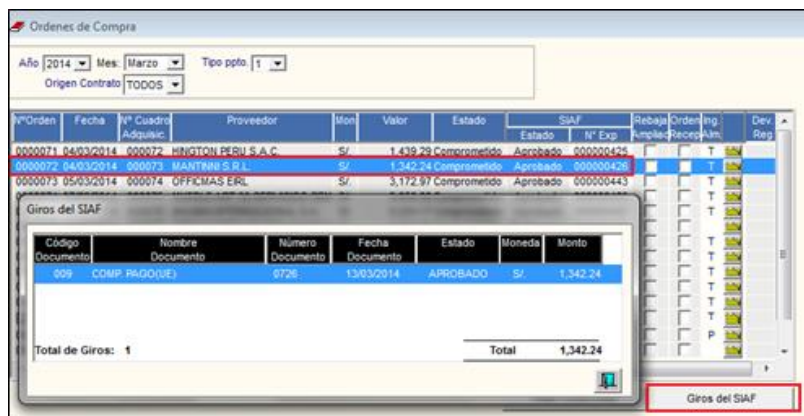 Ordenes de Compra
Año 2014 Mes: Marzo Tipo ppto. 1
Origen Contrato TODOS
NºOrden Fecha Nº Cuadro Adquisic. Proveedor Mon Valor Estado SIAF Rebaja Orden Ing. Dev.
Estado N° Exp Ampliac Recep Alm. Reg
0000071 04/03/2014 000072 HINGTON PERU S.A.C. S/. 1,439.29 Comprometido Aprobado 000000425 T
0000072 04/03/2014 000073 MANTINNI S.R.L. S/. 1,342.24 Comprometido Aprobado 000000426 T
0000073 05/03/2014 000074 OFFICMAS EIRL S/. 3,172.97 Comprometido Aprobado 000000443 T
T
T
Giros del SIAF
Código Nombre Número Fecha Estado Moneda Monto
Documento Documento Documento Documento
009 COMP. PAGO(UE) 0726 13/03/2014 APROBADO S/. 1,342.24
T
T
T
T
T
T
P
Total de Giros: 1 Total 1,342.24
T
Giros del SIAF